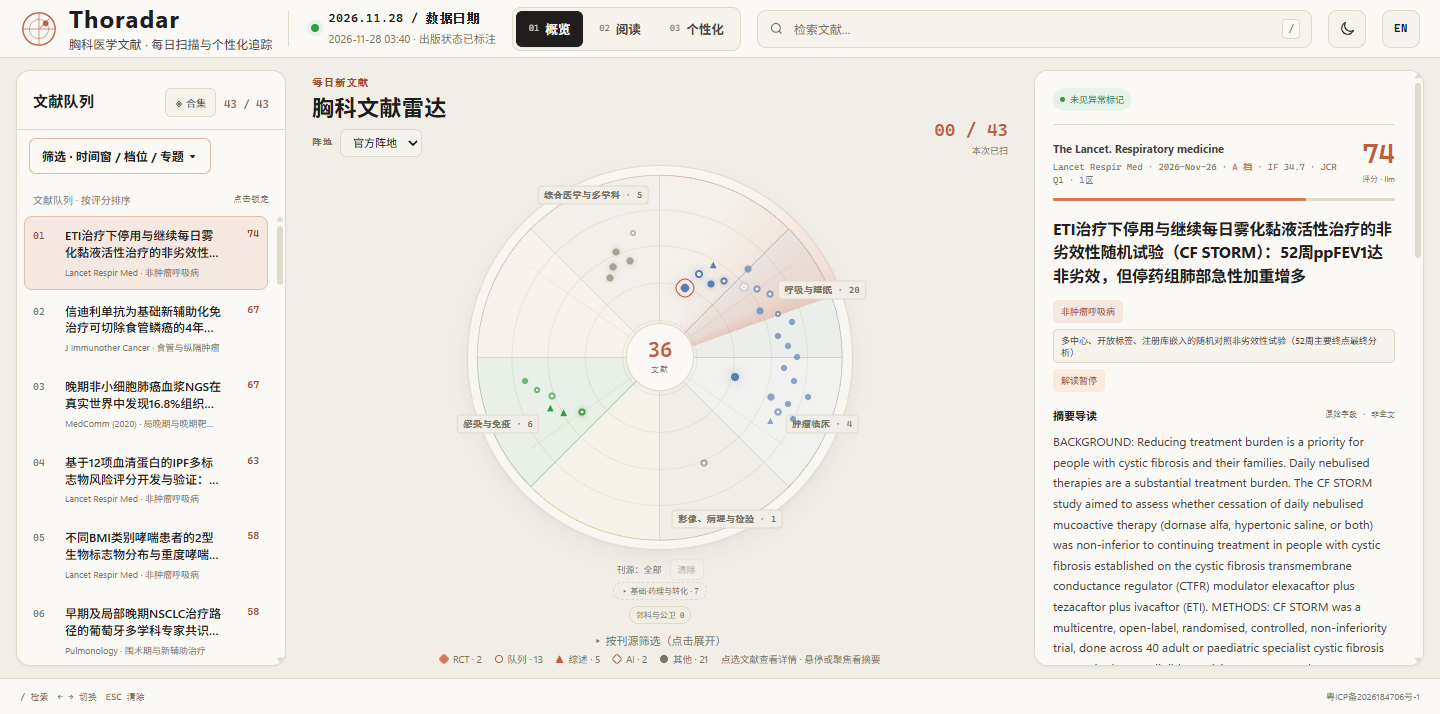 Thoradar
胸科医学文献 · 每日扫描与个性化追踪
2026.11.28 / 数据日期
2026-11-28 03:40 · 出版状态已标注
01 概览
02 阅读
03 个性化
检索文献…
/
EN
文献队列
合集
43 / 43
筛选 · 时间窗 / 档位 / 专题
文献队列 · 按评分排序
点击锁定
01
ETI治疗下停用与继续每日雾
化黏液活性治疗的非劣效性…
74
Lancet Respir Med · 非肿瘤呼吸病
02
信迪利单抗为基础新辅助化免
治疗可切除食管鳞癌的4年…
67
J Immunother Cancer · 食管与纵隔肿瘤
03
晚期非小细胞肺癌血浆NGS在
真实世界中发现16.8%组织…
67
MedComm (2020) · 局晚期与晚期靶…
04
基于12项血清蛋白的IPF多标
志物风险评分开发与验证：…
63
Lancet Respir Med · 非肿瘤呼吸病
05
不同BMI类别哮喘患者的2型
生物标志物分布与重度哮喘…
58
Lancet Respir Med · 非肿瘤呼吸病
06
早期及局部晚期NSCLC治疗路
径的葡萄牙多学科专家共识…
58
Pulmonology · 围术期与新辅助治疗
每日新文献
胸科文献雷达
阵地
官方阵地
00 / 43
本次已扫
综合医学与多学科 · 5
呼吸与睡眠 · 20
36
文献
感染与免疫 · 6
肿瘤临床 · 4
影像、病理与检验 · 1
刊源：全部
清除
基础·药理与转化 · 7
邻科与公卫 0
按刊源筛选（点击展开）
RCT · 2
队列 · 13
综述 · 5
AI · 2
其他 · 21
点选文献查看详情 · 悬停或聚焦看摘要
未见异常标记
The Lancet. Respiratory medicine
74
Lancet Respir Med · 2026-Nov-26 · A 档 · IF 34.7 · JCR
Q1 · 1区
评分 · llm
ETI治疗下停用与继续每日雾化黏液活性治疗的非
劣效性随机试验（CF STORM）：52周ppFEV1达
非劣效，但停药组肺部急性加重增多
非肿瘤呼吸病
多中心、开放标签、注册库嵌入的随机对照非劣效性试验（52周主要终点最终分
析）
解读暂停
摘要导读
原始字段 · 非全文
BACKGROUND: Reducing treatment burden is a priority for
people with cystic fibrosis and their families. Daily nebulised
therapies are a substantial treatment burden. The CF STORM
study aimed to assess whether cessation of daily nebulised
mucoactive therapy (dornase alfa, hypertonic saline, or both)
was non-inferior to continuing treatment in people with cystic
fibrosis established on the cystic fibrosis transmembrane
conductance regulator (CFTR) modulator elexacaftor plus
tezacaftor plus ivacaftor (ETI). METHODS: CF STORM was a
multicentre, open-label, randomised, controlled, non-inferiority
trial, done across 40 adult or paediatric specialist cystic fibrosis
/ 检索 ← → 切换 ESC 清除
粤ICP备2026184706号-1